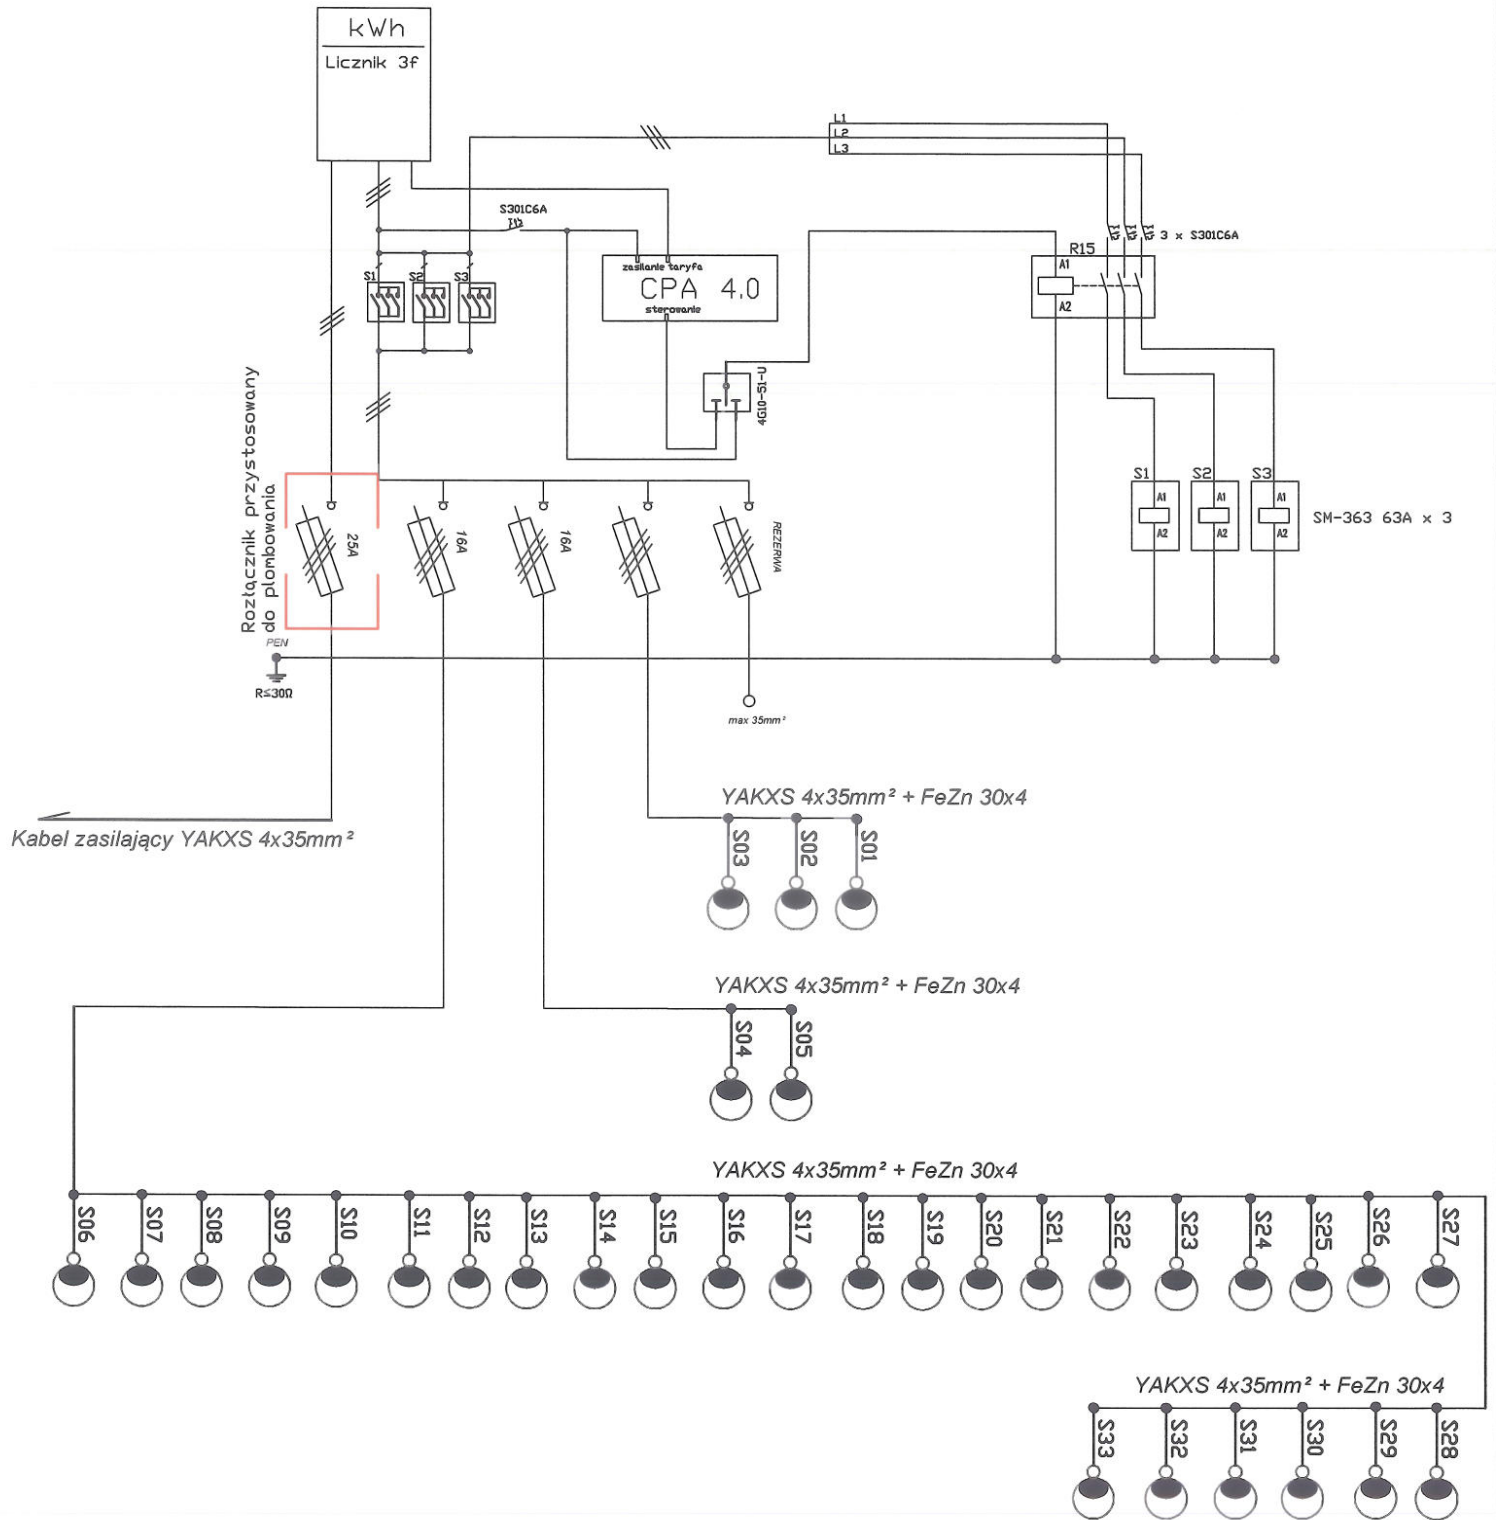 kWh
Licznik 3f
L1
L2
L3
S301C6A
3 x S301C6A
R15
A1
A2
zasilanie taryfa
CPA 4.0
sterowanie
S1
S2
S3
4G10-51-U
Rozłącznik przystosowany
do plombowania
25A
16A
16A
REZERWA
S1
S2
S3
A1
A1
A1
A2
A2
A2
SM-363 63A x 3
PEN
R≤30Ω
max 35mm²
YAKXS 4x35mm² + FeZn 30x4
Kabel zasilający YAKXS 4x35mm²
S03
S02
S01
YAKXS 4x35mm² + FeZn 30x4
S04
S05
YAKXS 4x35mm² + FeZn 30x4
S06
S07
S08
S09
S10
S11
S12
S13
S14
S15
S16
S17
S18
S19
S20
S21
S22
S23
S24
S25
S26
S27
YAKXS 4x35mm² + FeZn 30x4
S33
S32
S31
S30
S29
S28